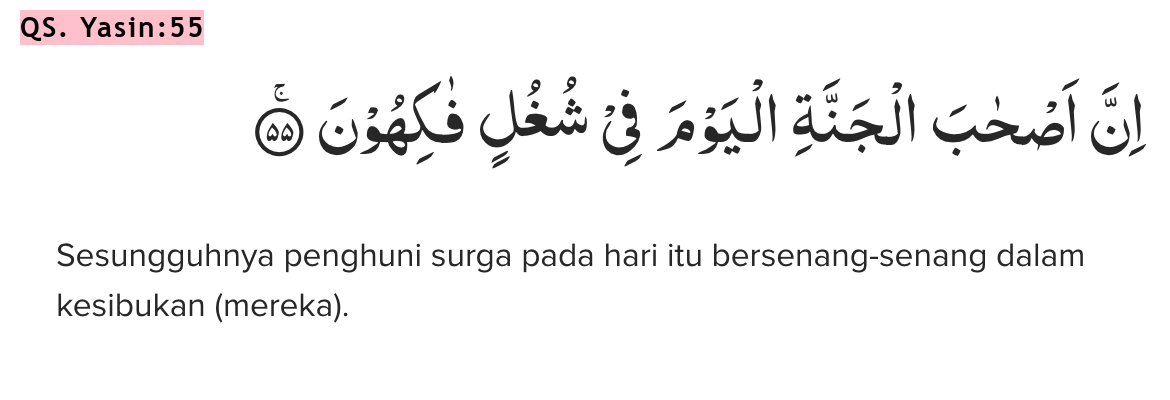 QS. Yasin:55
اِنَّ اَصْحٰبَ الْجَنَّةِ الْيَوْمَ فِيْ شُغُلٍ فٰكِهُوْنَ ۚ ۝٥٥
Sesungguhnya penghuni surga pada hari itu bersenang-senang dalam
kesibukan (mereka).